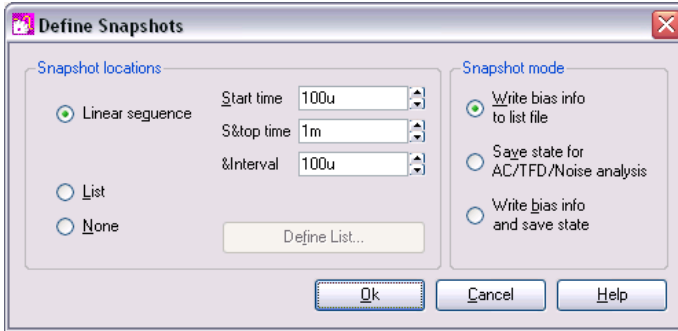 Define Snapshots
Snapshot locations
Linear sequence
Start time 100u
S&top time 1m
&Interval 100u
List
None
Define List...
Snapshot mode
Write bias info
to list file
Save state for
AC/TFD/Noise analysis
Write bias info
and save state
Ok
Cancel
Help